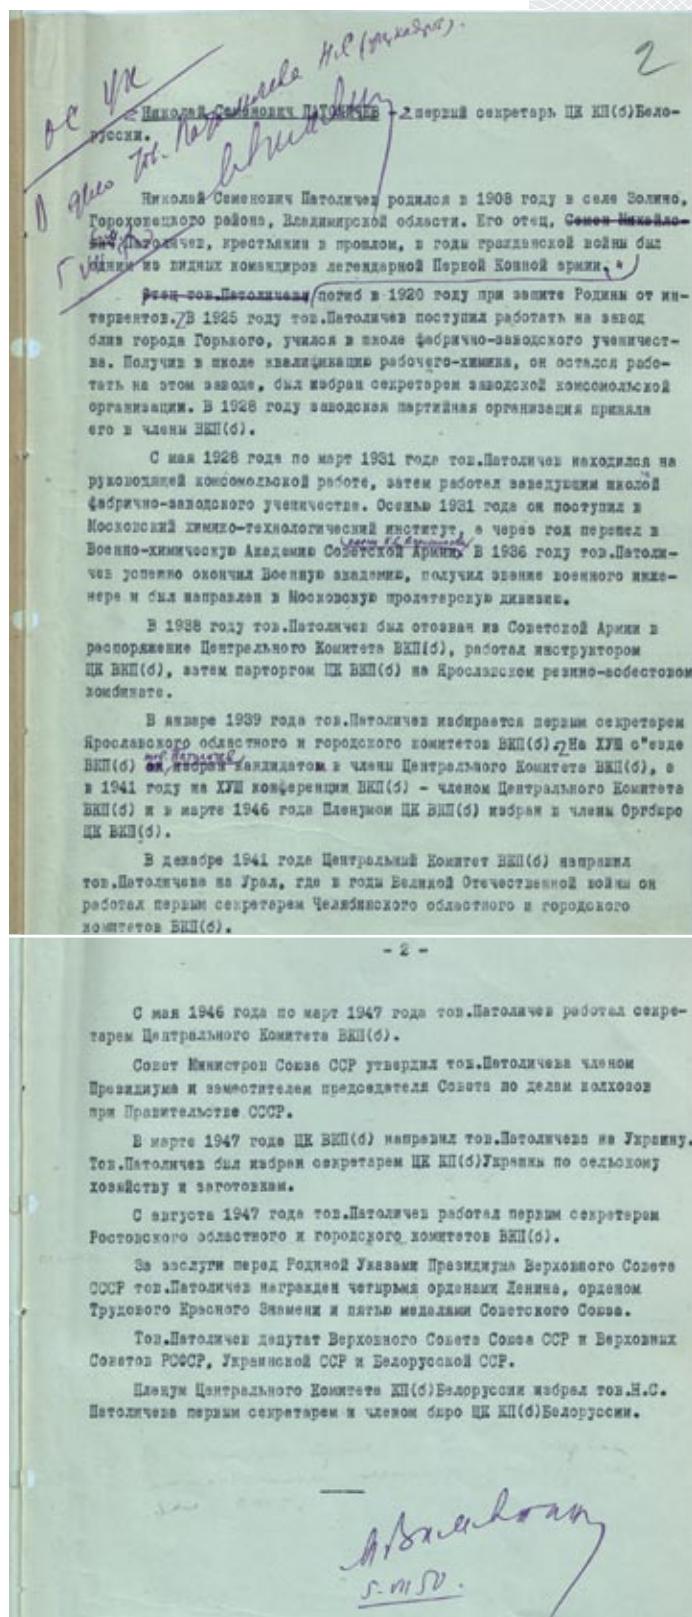 2
ОС УК
В дело тов. Патоличева Н.С.
Николай Семенович ПАТОЛИЧЕВ - первый секретарь ЦК КП(б)Бело-
руссии.
Николай Семенович Патоличев родился в 1908 году в селе Золино,
Гороховецкого района, Владимирской области. Его отец, Семен Михайло-
вич Патоличев, крестьянин в прошлом, в годы гражданской войны был
одним из видных командиров легендарной Первой Конной армии.
Отец тов.Патоличева погиб в 1920 году при защите Родины от ин-
тервентов. В 1925 году тов.Патоличев поступил работать на завод
близ города Горького, учился в школе фабрично-заводского ученичест-
ва. Получив в школе квалификацию рабочего-химика, он остался рабо-
тать на этом заводе, был избран секретарем заводской комсомольской
организации. В 1928 году заводская партийная организация приняла
его в члены ВКП(б).
С мая 1928 года по март 1931 года тов.Патоличев находился на
руководящей комсомольской работе, затем работал заведующим школой
фабрично-заводского ученичества. Осенью 1931 года он поступил в
Московский химико-технологический институт, а через год перешел в
Военно-химическую Академию Советской Армии. В 1936 году тов.Патоли-
чев успешно окончил Военную академию, получил звание военного инже-
нера и был направлен в Московскую пролетарскую дивизию.
В 1938 году тов.Патоличев был отозван из Советской Армии в
распоряжение Центрального Комитета ВКП(б), работал инструктором
ЦК ВКП(б), затем парторгом ЦК ВКП(б) на Ярославском резино-асбестовом
комбинате.
В январе 1939 года тов.Патоличев избирается первым секретарем
Ярославского областного и городского комитетов ВКП(б). На ХУШ с"езде
тов. Патоличев
ВКП(б) он избран кандидатом в члены Центрального Комитета ВКП(б), а
в 1941 году на ХУШ конференции ВКП(б) - членом Центрального Комитета
ВКП(б) и в марте 1946 года Пленумом ЦК ВКП(б) избран в члены Оргбюро
ЦК ВКП(б).
В декабре 1941 года Центральный Комитет ВКП(б) направил
тов.Патоличева на Урал, где в годы Великой Отечественной войны он
работал первым секретарем Челябинского областного и городского
комитетов ВКП(б).
- 2 -
С мая 1946 года по март 1947 года тов.Патоличев работал секре-
тарем Центрального Комитета ВКП(б).
Совет Министров Союза ССР утвердил тов.Патоличева членом
Президиума и заместителем председателя Совета по делам колхозов
при Правительстве СССР.
В марте 1947 года ЦК ВКП(б) направил тов.Патоличева на Украину.
Тов.Патоличев был избран секретарем ЦК КП(б)Украины по сельскому
хозяйству и заготовкам.
С августа 1947 года тов.Патоличев работал первым секретарем
Ростовского областного и городского комитетов ВКП(б).
За заслуги перед Родиной Указами Президиума Верховного Совета
СССР тов.Патоличев награжден четырьмя орденами Ленина, орденом
Трудового Красного Знамени и пятью медалями Советского Союза.
Тов.Патоличев депутат Верховного Совета Союза ССР и Верховных
Советов РСФСР, Украинской ССР и Белорусской ССР.
Пленум Центрального Комитета КП(б)Белоруссии избрал тов.Н.С.
Патоличева первым секретарем и членом бюро ЦК КП(б)Белоруссии.
5-VII 50.